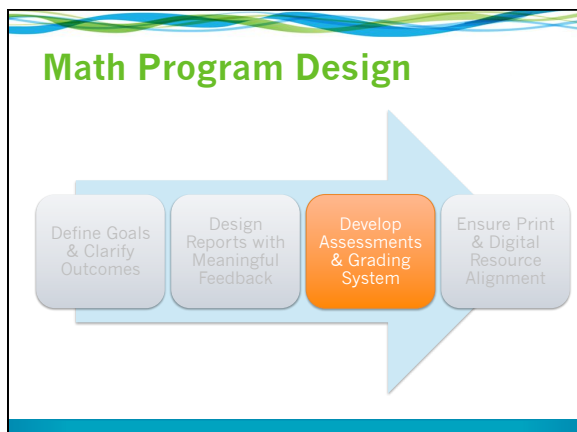 Math Program Design
Define Goals
& Clarify
Outcomes
Design
Reports with
Meaningful
Feedback
Develop
Assessments
& Grading
System
Ensure Print
& Digital
Resource
Alignment